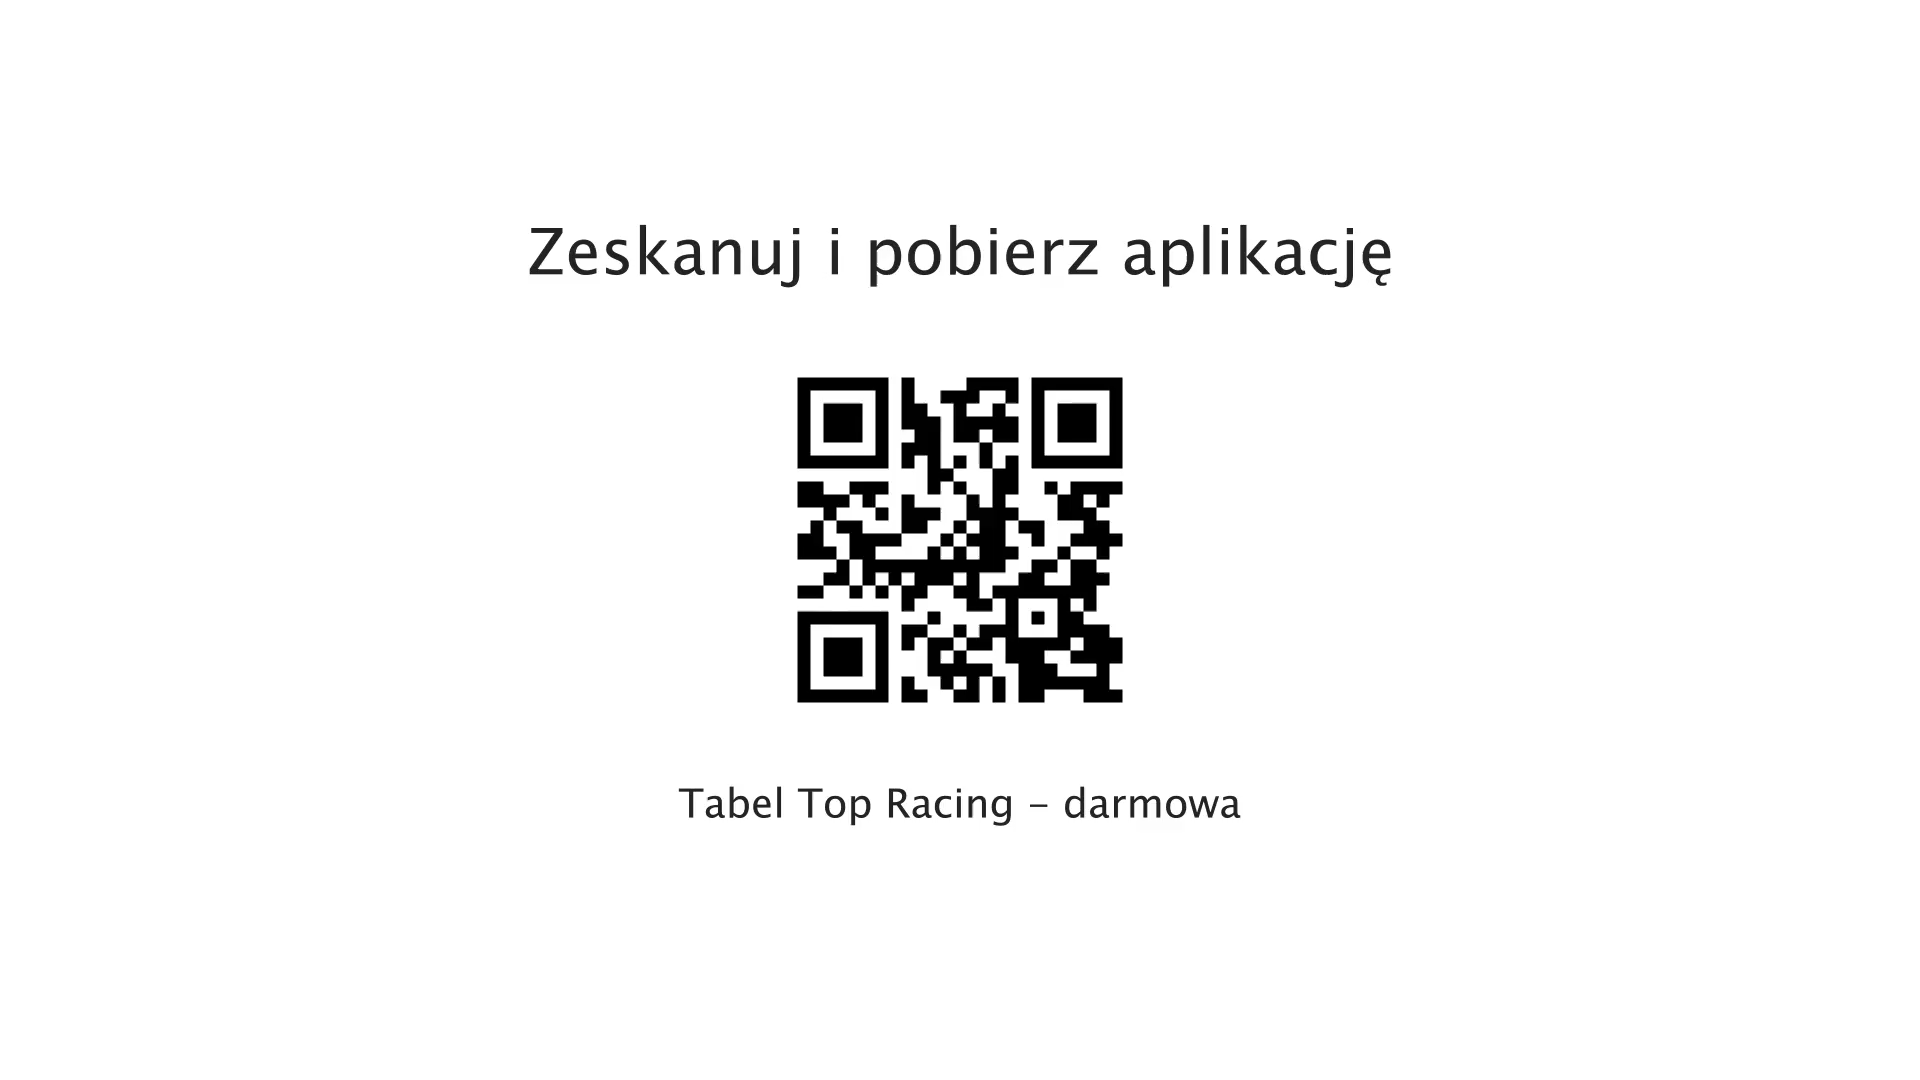 Zeskanuj i pobierz aplikację
Tabel Top Racing – darmowa